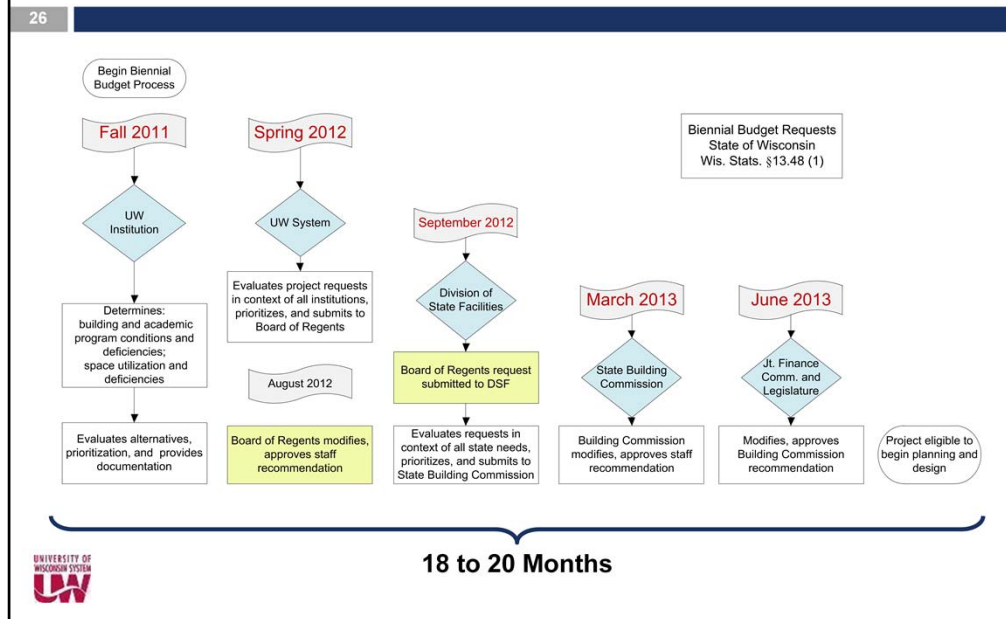 26
Begin Biennial
Budget Process
Fall 2011
UW
Institution
Determines:
building and academic
program conditions and
deficiencies;
space utilization and
deficiencies
Evaluates alternatives,
prioritization, and provides
documentation
Spring 2012
UW System
Evaluates project requests
in context of all institutions,
prioritizes, and submits to
Board of Regents
August 2012
Board of Regents modifies,
approves staff
recommendation
September 2012
Division of
State Facilities
Board of Regents request
submitted to DSF
Evaluates requests in
context of all state needs,
prioritizes, and submits to
State Building Commission
March 2013
State Building
Commission
Building Commission
modifies, approves staff
recommendation
Biennial Budget Requests
State of Wisconsin
Wis. Stats. §13.48 (1)
June 2013
Jt. Finance
Comm. and
Legislature
Modifies, approves
Building Commission
recommendation
Project eligible to
begin planning and
design
18 to 20 Months
UNIVERSITY OF
WISCONSIN SYSTEM
UW